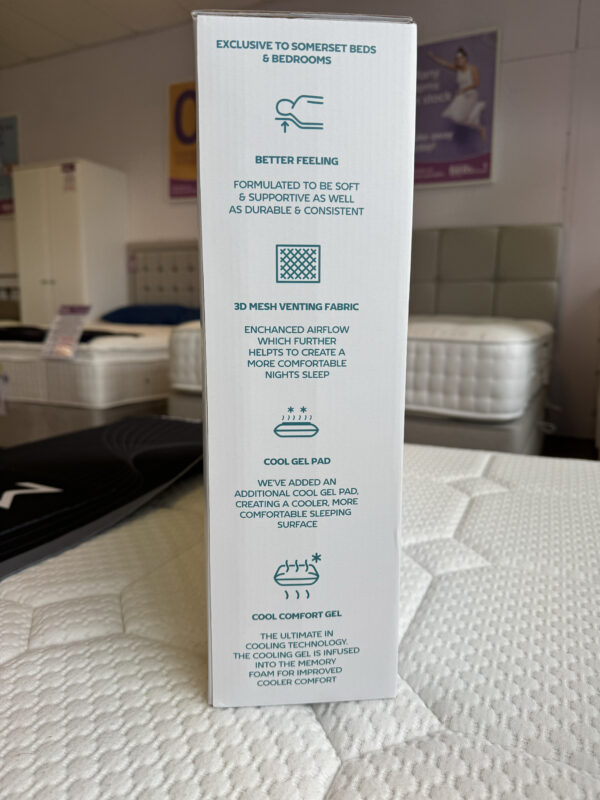 EXCLUSIVE TO SOMERSET BEDS
& BEDROOMS
BETTER FEELING
FORMULATED TO BE SOFT
& SUPPORTIVE AS WELL
AS DURABLE & CONSISTENT
3D MESH VENTING FABRIC
ENCHANCED AIRFLOW
WHICH FURTHER
HELPTS TO CREATE A
MORE COMFORTABLE
NIGHTS SLEEP
COOL GEL PAD
WE'VE ADDED AN
ADDITIONAL COOL GEL PAD,
CREATING A COOLER, MORE
COMFORTABLE SLEEPING
SURFACE
COOL COMFORT GEL
THE ULTIMATE IN
COOLING TECHNOLOGY.
THE COOLING GEL IS INFUSED
INTO THE MEMORY
FOAM FOR IMPROVED
COOLER COMFORT